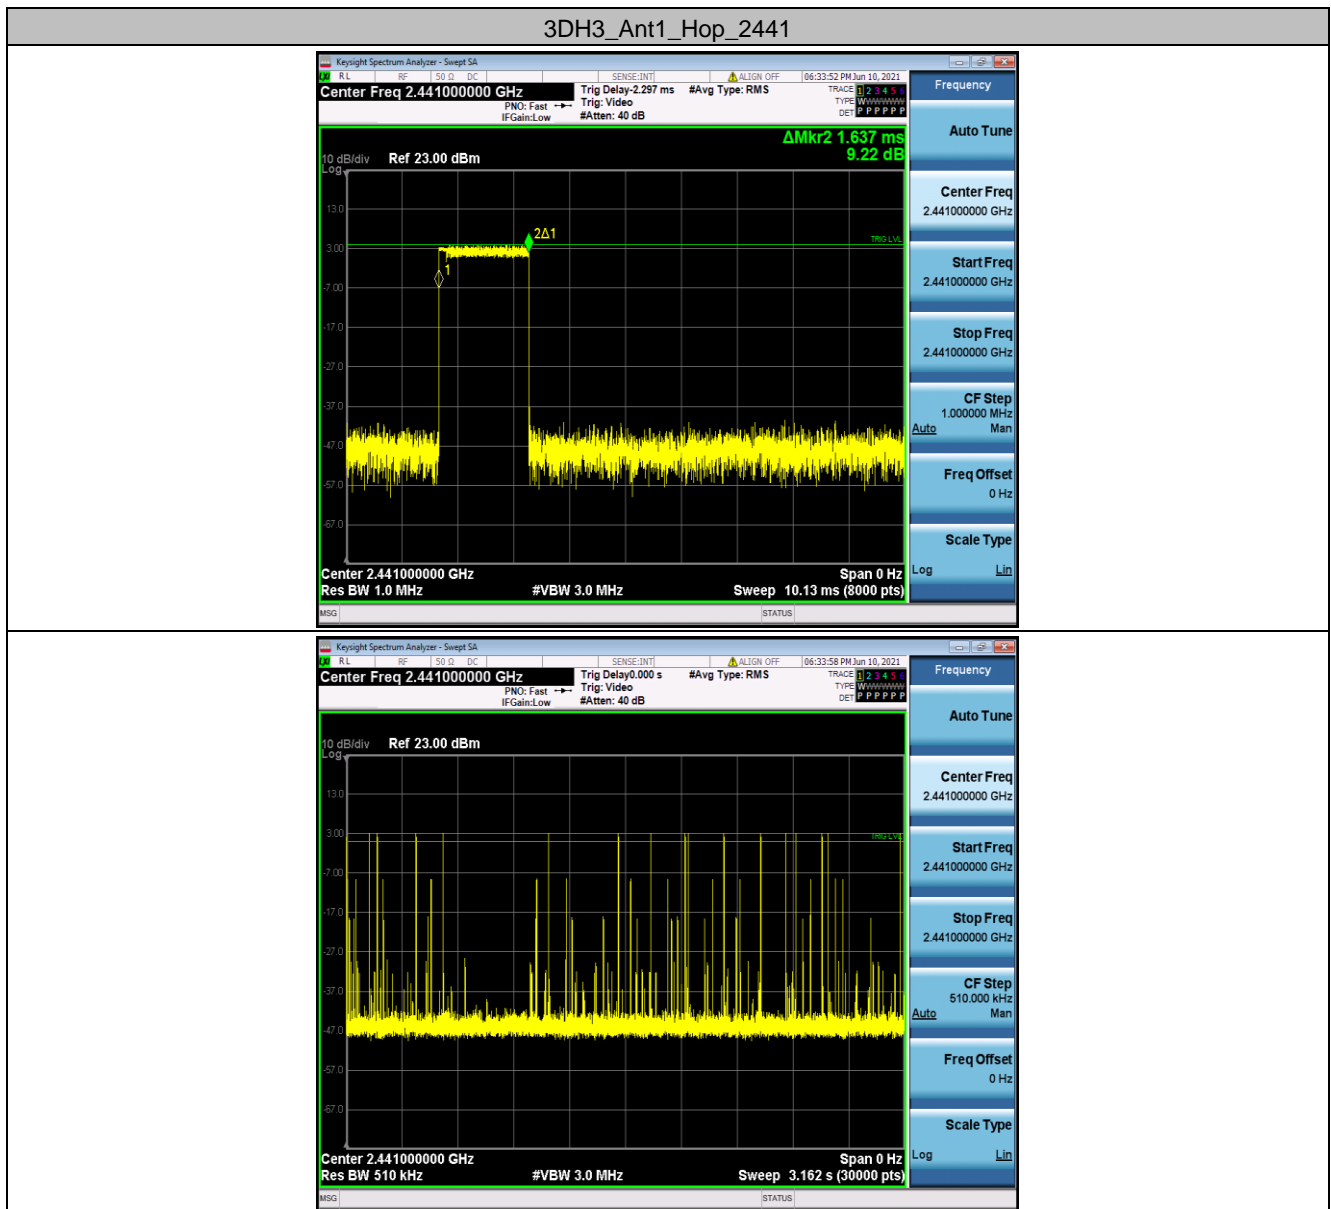 3DH3_Ant1_Hop_2441
Keysight Spectrum Analyzer - Swept SA
RL RF 50 Ω DC SENSE:INT ALIGN OFF 06:33:52 PM Jun 10, 2021
Center Freq 2.441000000 GHz Trig Delay-2.297 ms #Avg Type: RMS TRACE 1 2 3 4 5 6
PNO: Fast Trig: Video TYPE WWWWWW
IFGain:Low #Atten: 40 dB DET P P P P P P
ΔMkr2 1.637 ms
9.22 dB
10 dB/div Ref 23.00 dBm
Log
13.0
3.00
-7.00
-17.0
-27.0
-37.0
-47.0
-57.0
-67.0
2Δ1
1
TRIG LVL
Center 2.441000000 GHz Span 0 Hz
Res BW 1.0 MHz #VBW 3.0 MHz Sweep 10.13 ms (8000 pts)
MSG STATUS
Frequency
Auto Tune
Center Freq
2.441000000 GHz
Start Freq
2.441000000 GHz
Stop Freq
2.441000000 GHz
CF Step
1.000000 MHz
Auto Man
Freq Offset
0 Hz
Scale Type
Log Lin
Keysight Spectrum Analyzer - Swept SA
RL RF 50 Ω DC SENSE:INT ALIGN OFF 06:33:58 PM Jun 10, 2021
Center Freq 2.441000000 GHz Trig Delay0.000 s #Avg Type: RMS TRACE 1 2 3 4 5 6
PNO: Fast Trig: Video TYPE WWWWWW
IFGain:Low #Atten: 40 dB DET P P P P P P
10 dB/div Ref 23.00 dBm
Log
13.0
3.00
-7.00
-17.0
-27.0
-37.0
-47.0
-57.0
-67.0
TRIG LVL
Center 2.441000000 GHz Span 0 Hz
Res BW 510 kHz #VBW 3.0 MHz Sweep 3.162 s (30000 pts)
MSG STATUS
Frequency
Auto Tune
Center Freq
2.441000000 GHz
Start Freq
2.441000000 GHz
Stop Freq
2.441000000 GHz
CF Step
510.000 kHz
Auto Man
Freq Offset
0 Hz
Scale Type
Log Lin